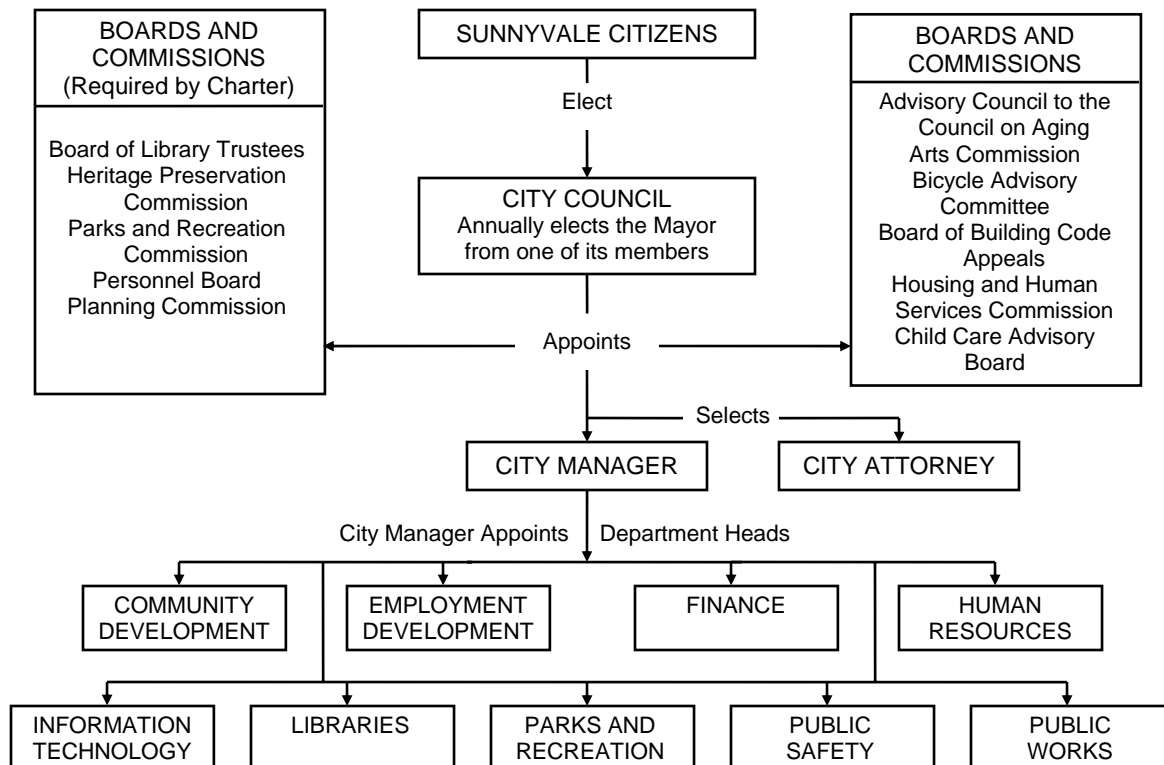 BOARDS AND
COMMISSIONS
(Required by Charter)
Board of Library Trustees
Heritage Preservation
Commission
Parks and Recreation
Commission
Personnel Board
Planning Commission
SUNNYVALE CITIZENS
Elect
CITY COUNCIL
Annually elects the Mayor
from one of its members
BOARDS AND
COMMISSIONS
Advisory Council to the
Council on Aging
Arts Commission
Bicycle Advisory
Committee
Board of Building Code
Appeals
Housing and Human
Services Commission
Child Care Advisory
Board
Appoints
Selects
CITY MANAGER
CITY ATTORNEY
City Manager Appoints Department Heads
COMMUNITY
DEVELOPMENT
EMPLOYMENT
DEVELOPMENT
FINANCE
HUMAN
RESOURCES
INFORMATION
TECHNOLOGY
LIBRARIES
PARKS AND
RECREATION
PUBLIC
SAFETY
PUBLIC
WORKS